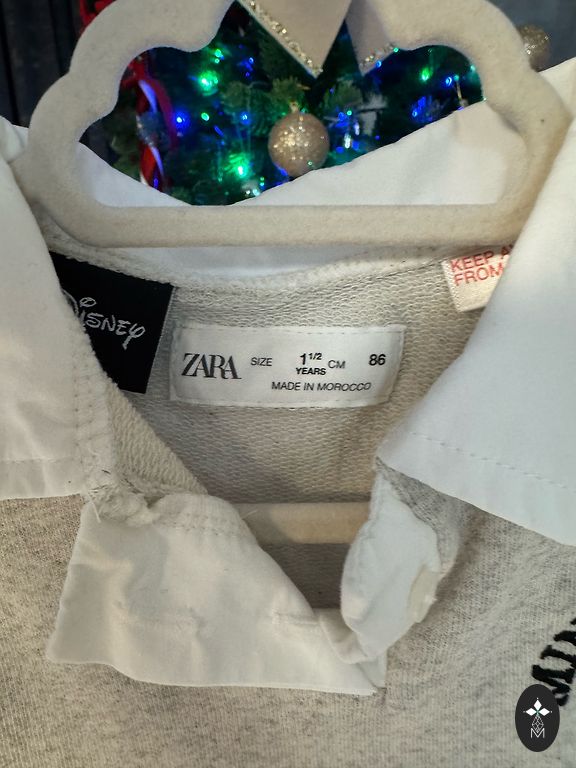 KEEP
FROM
Disney
ZARA SIZE 1 1/2 YEARS CM 86
MADE IN MOROCCO
M